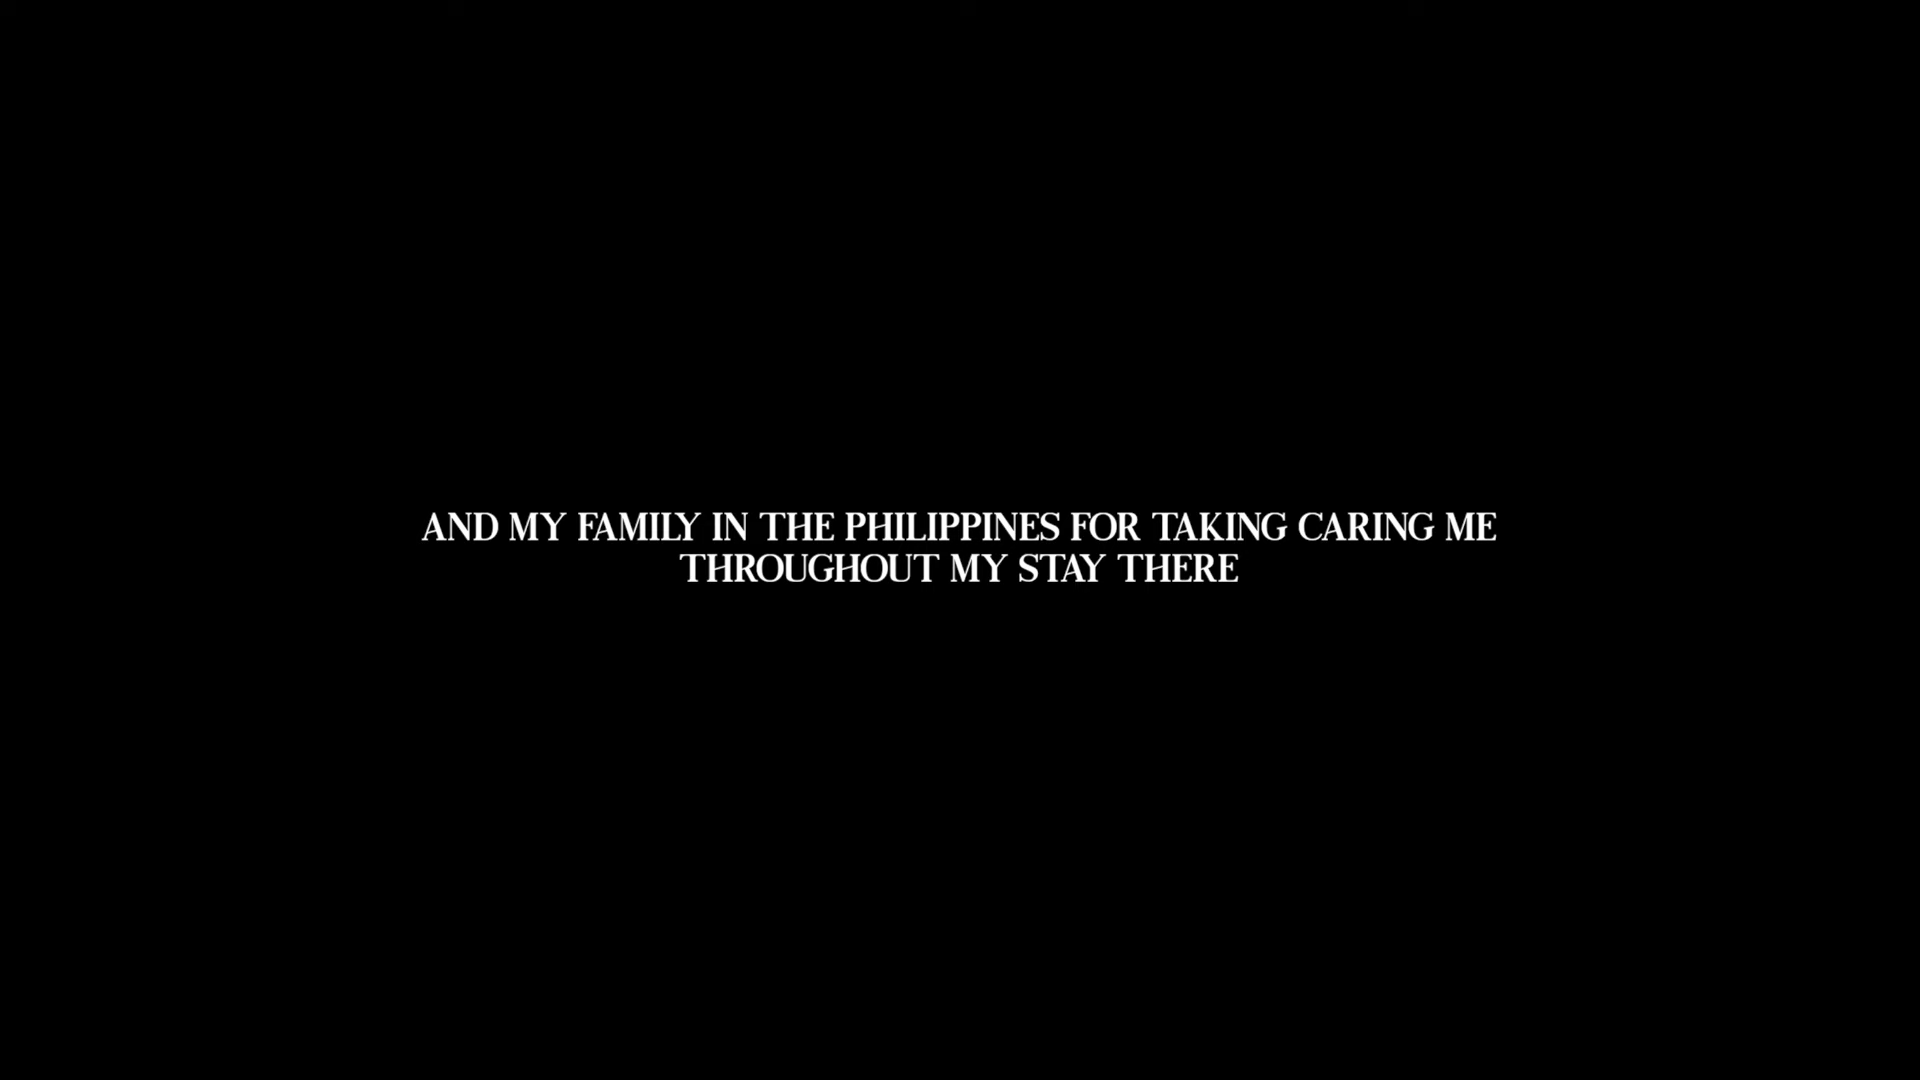 AND MY FAMILY IN THE PHILIPPINES FOR TAKING CARING ME
THROUGHOUT MY STAY THERE